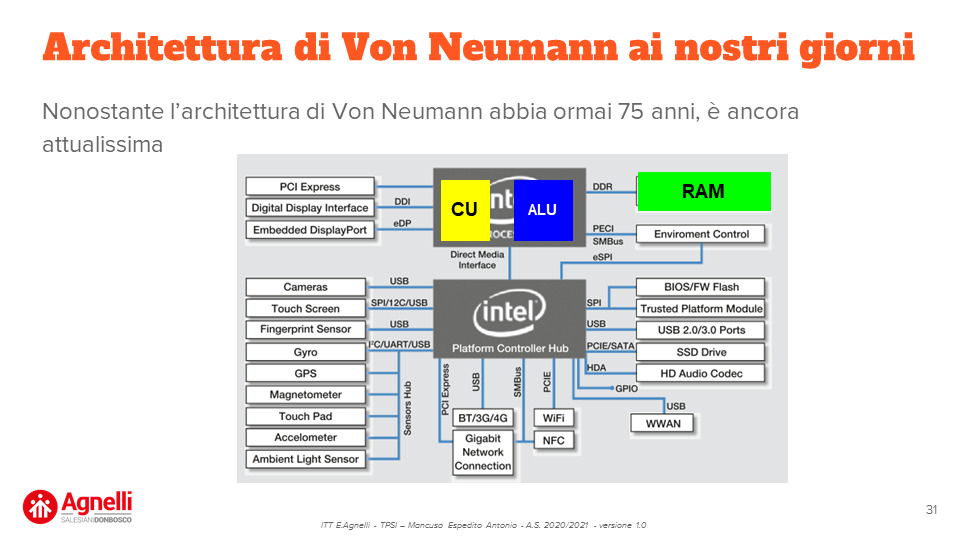 Architettura di Von Neumann ai nostri giorni
Nonostante l’architettura di Von Neumann abbia ormai 75 anni, è ancora
attualissima
PCI Express
Digital Display Interface
Embedded DisplayPort
DDI
eDP
CU
ALU
DDR
RAM
PECI
SMBus
eSPI
Enviroment Control
Direct Media
Interface
Cameras
Touch Screen
Fingerprint Sensor
Gyro
GPS
Magnetometer
Touch Pad
Accelometer
Ambient Light Sensor
USB
SPI/12C/USB
USB
I²C/UART/USB
Sensors Hub
intel
Platform Controller Hub
SPI
USB
PCIE/SATA
HDA
GPIO
USB
BIOS/FW Flash
Trusted Platform Module
USB 2.0/3.0 Ports
SSD Drive
HD Audio Codec
WWAN
PCI Express
USB
SMBus
PCIE
BT/3G/4G
Gigabit
Network
Connection
WiFi
NFC
Agnelli
SALESIANI DONBOSCO
ITT E.Agnelli - TPSI – Mancuso Espedito Antonio - A.S. 2020/2021 - versione 1.0
31